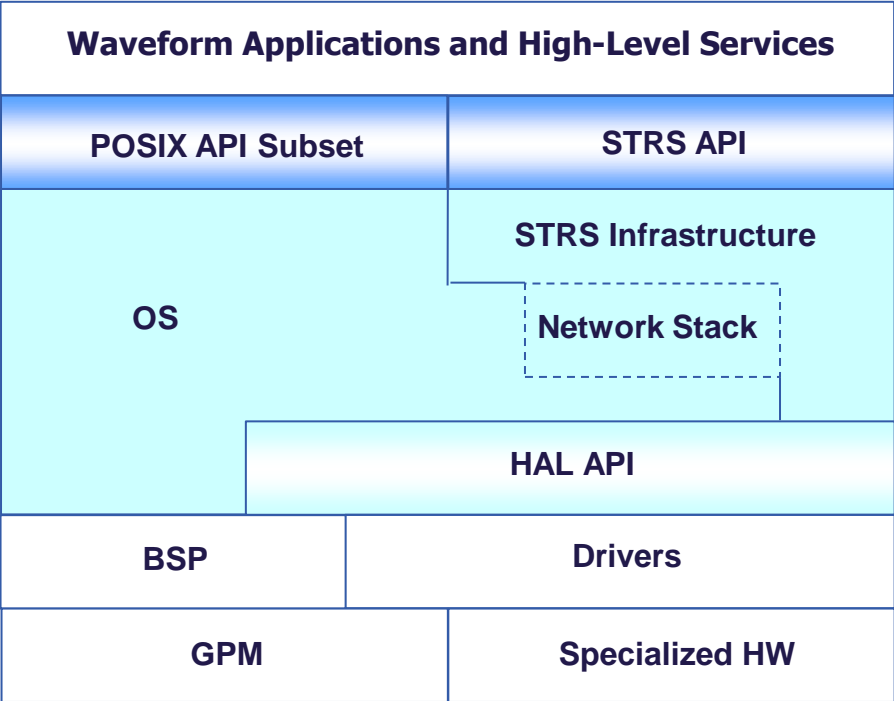 Waveform Applications and High-Level Services
POSIX API Subset
STRS API
STRS Infrastructure
OS
Network Stack
HAL API
BSP
Drivers
GPM
Specialized HW